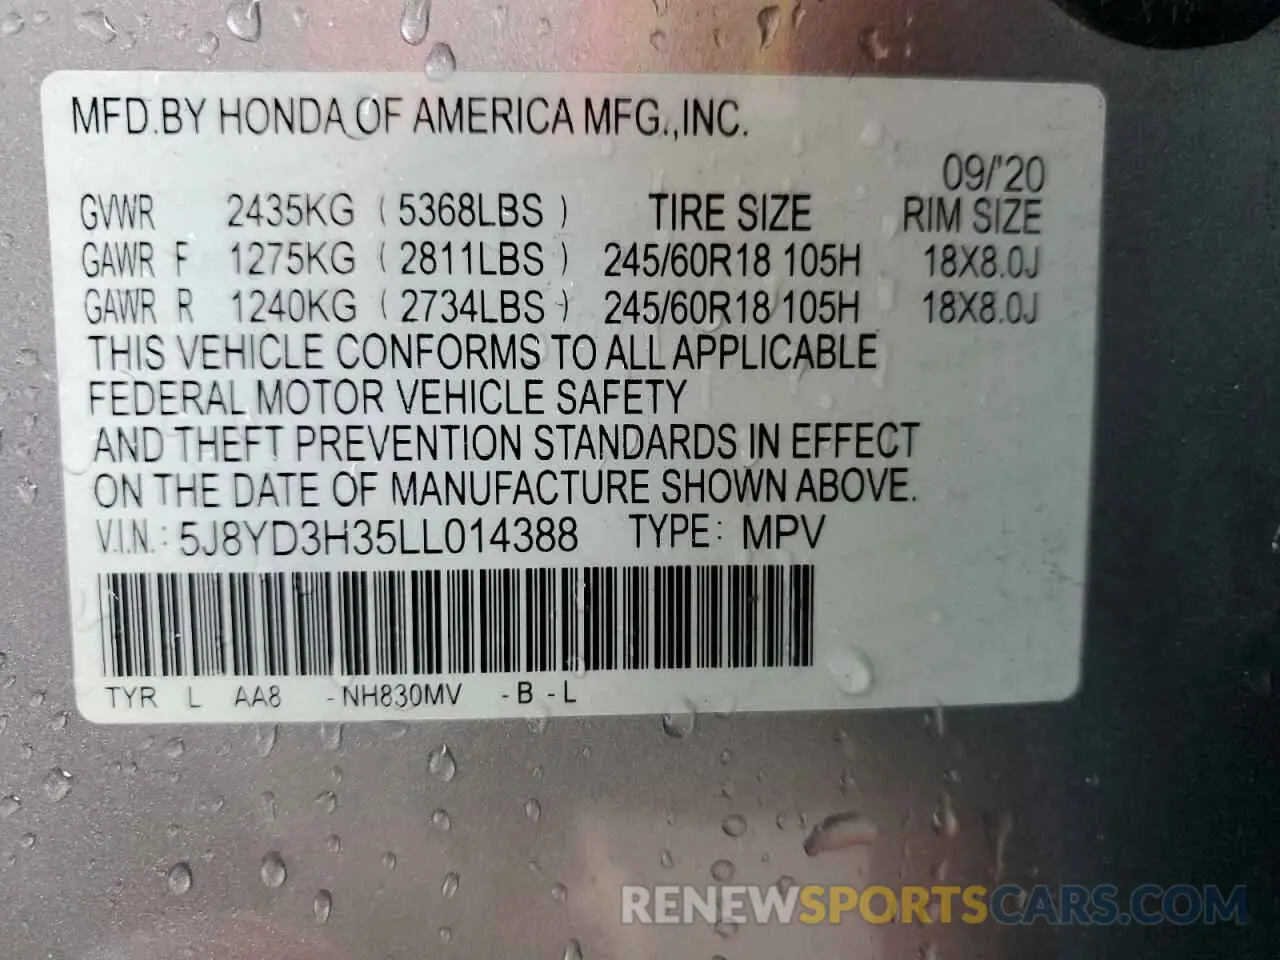 MFD.BY HONDA OF AMERICA MFG.,INC.
09/'20
GVWR 2435KG ( 5368LBS ) TIRE SIZE RIM SIZE
GAWR F 1275KG ( 2811LBS ) 245/60R18 105H 18X8.0J
GAWR R 1240KG ( 2734LBS ) 245/60R18 105H 18X8.0J
THIS VEHICLE CONFORMS TO ALL APPLICABLE
FEDERAL MOTOR VEHICLE SAFETY
AND THEFT PREVENTION STANDARDS IN EFFECT
ON THE DATE OF MANUFACTURE SHOWN ABOVE.
V.I.N.: 5J8YD3H35LL014388 TYPE: MPV
TYR L AA8 -NH830MV -B -L
RENEWSPORTSCARS.COM